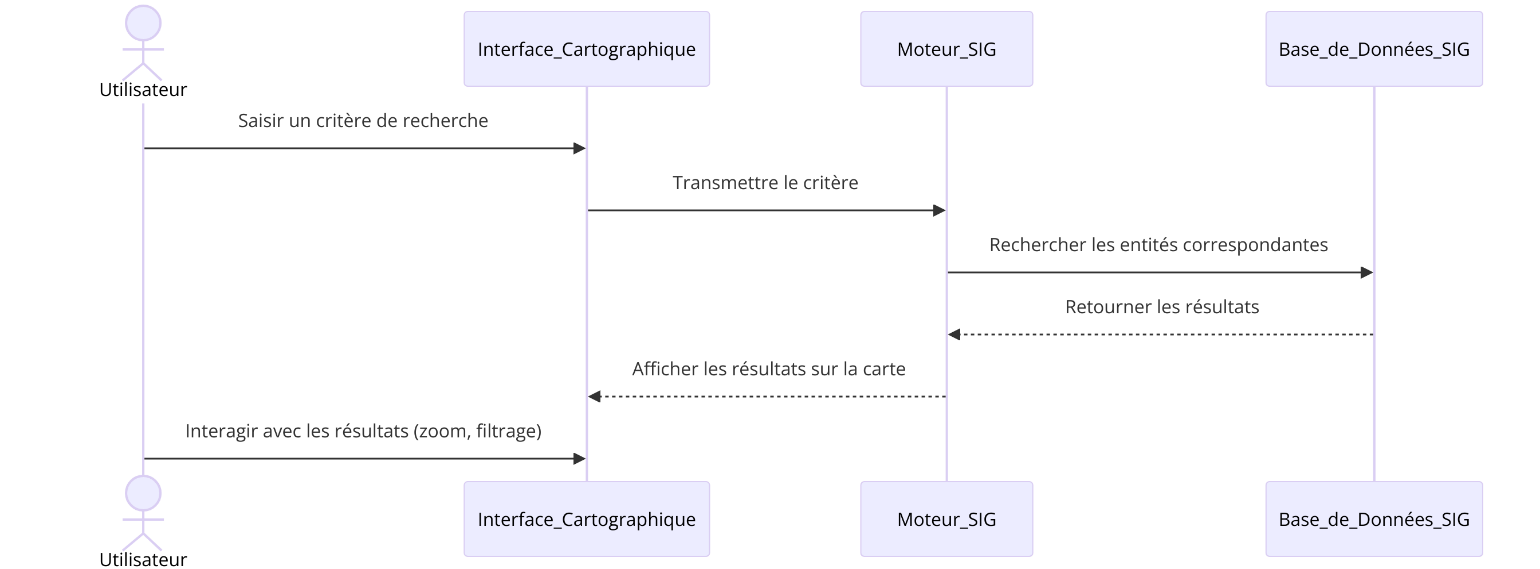 Utilisateur
Interface_Cartographique
Moteur_SIG
Base_de_Données_SIG
Saisir un critère de recherche
Transmettre le critère
Rechercher les entités correspondantes
Retourner les résultats
Afficher les résultats sur la carte
Interagir avec les résultats (zoom, filtrage)
Utilisateur
Interface_Cartographique
Moteur_SIG
Base_de_Données_SIG